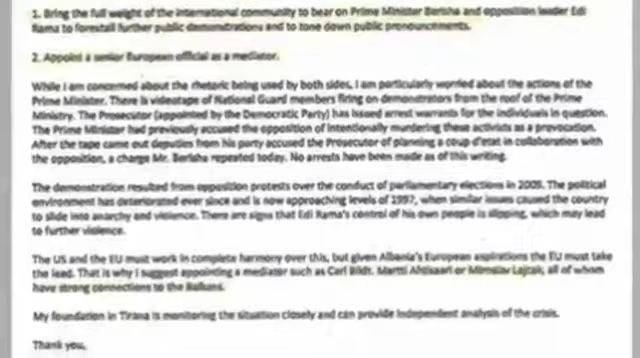 1. Bring the full weight of the international community to bear on Prime Minister Berisha and opposition leader Edi
Rama to forestall further public demonstrations and to tone down public pronouncements.
2. Appoint a senior European official as a mediator.
While I am concerned about the rhetoric being used by both sides, I am particularly worried about the actions of the
Prime Minister. There is videotape of National Guard members firing on demonstrators from the roof of the Prime
Ministry. The Prosecutor (appointed by the Democratic Party) has issued arrest warrants for the individuals in question.
The Prime Minister had previously accused the opposition of intentionally murdering these activists as a provocation.
After the tape came out deputies from his party accused the Prosecutor of planning a coup d'etat in collaboration with
the opposition, a charge Mr. Berisha repeated today. No arrests have been made as of this writing.
The demonstration resulted from opposition protests over the conduct of parliamentary elections in 2009. The political
environment has deteriorated ever since and is now approaching levels of 1997, when similar issues caused the country
to slide into anarchy and violence. There are signs that Edi Rama's control of his own people is slipping, which may lead
to further violence.
The US and the EU must work in complete harmony over this, but given Albania's European aspirations the EU must take
the lead. That is why I suggest appointing a mediator such as Carl Bildt. Martti Ahtisaari or Miroslav Lajcak, all of whom
have strong connections to the Balkans.
My foundation in Tirana is monitoring the situation closely and can provide independent analysis of the crisis.
Thank you,